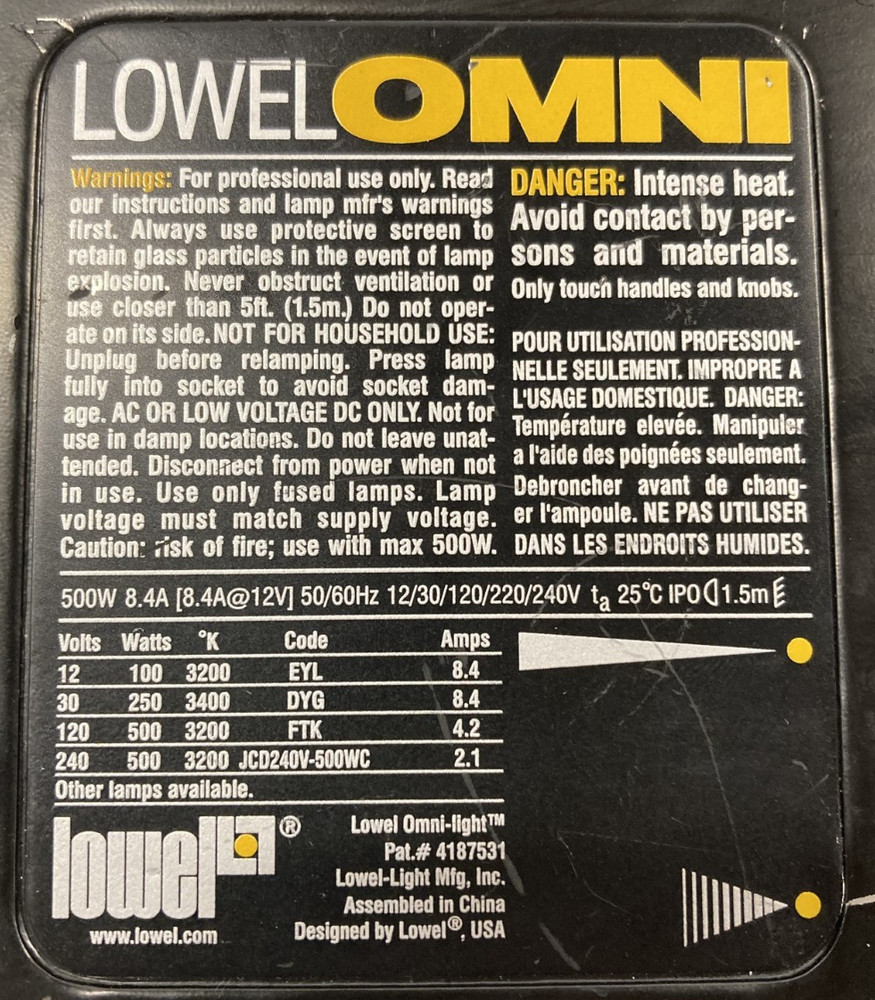 LOWEL OMNI
Warnings: For professional use only. Read
our instructions and lamp mfr's warnings
first. Always use protective screen to
retain glass particles in the event of lamp
explosion. Never obstruct ventilation or
use closer than 5ft. (1.5m.) Do not oper-
ate on its side. NOT FOR HOUSEHOLD USE:
Unplug before relamping. Press lamp
fully into socket to avoid socket dam-
age. AC OR LOW VOLTAGE DC ONLY. Not for
use in damp locations. Do not leave unat-
tended. Disconnect from power when not
in use. Use only fused lamps. Lamp
voltage must match supply voltage.
Caution: risk of fire; use with max 500W.
DANGER: Intense heat.
Avoid contact by per-
sons and materials.
Only touch handles and knobs.
POUR UTILISATION PROFESSION-
NELLE SEULEMENT. IMPROPRE A
L'USAGE DOMESTIQUE. DANGER:
Température elevée. Manipuler
a l'aide des poignées seulement.
Debroncher avant de chang-
er l'ampoule. NE PAS UTILISER
DANS LES ENDROITS HUMIDES.
500W 8.4A [8.4A@12V] 50/60Hz 12/30/120/220/240V ta 25°C IPO 1.5m
Volts Watts °K Code Amps
12 100 3200 EYL 8.4
30 250 3400 DYG 8.4
120 500 3200 FTK 4.2
240 500 3200 JCD240V-500WC 2.1
Other lamps available.
lowel ®
www.lowel.com
Lowel Omni-light™
Pat.# 4187531
Lowel-Light Mfg, Inc.
Assembled in China
Designed by Lowel®, USA